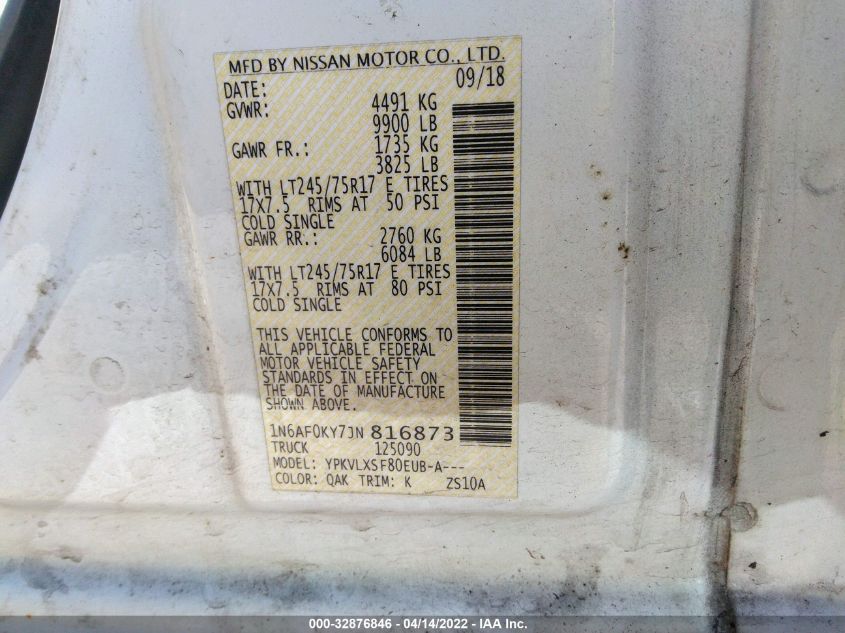 MFD BY NISSAN MOTOR CO., LTD.
DATE: 09/18
GVWR: 4491 KG
9900 LB
GAWR FR.: 1735 KG
3825 LB
WITH LT245/75R17 E TIRES
17X7.5 RIMS AT 50 PSI
COLD SINGLE
GAWR RR.: 2760 KG
6084 LB
WITH LT245/75R17 E TIRES
17X7.5 RIMS AT 80 PSI
COLD SINGLE
THIS VEHICLE CONFORMS TO
ALL APPLICABLE FEDERAL
MOTOR VEHICLE SAFETY
STANDARDS IN EFFECT ON
THE DATE OF MANUFACTURE
SHOWN ABOVE.
1N6AF0KY7JN 816873
TRUCK 125090
MODEL: YPKVLXSF80EUB-A---
COLOR: QAK TRIM: K ZS10A
000-32876846 - 04/14/2022 - IAA Inc.